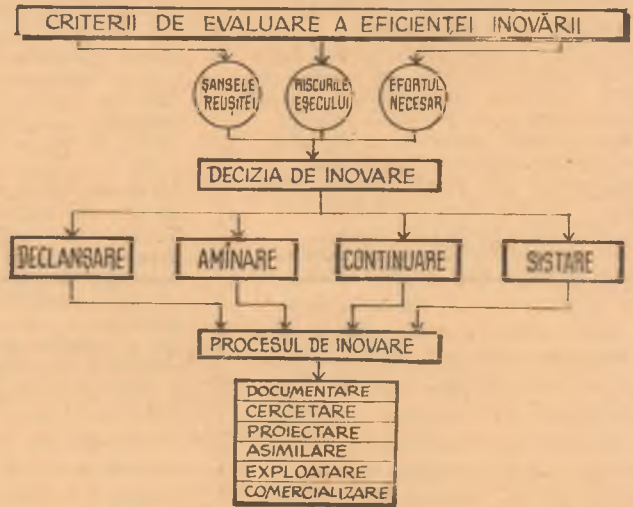 CRITERII DE EVALUARE A EFICIENȚEI INOVĂRII
ȘANSELE
REUȘITEI
RISCURILE
EȘECULUI
EFORTUL
NECESAR
DECIZIA DE INOVARE
DECLANȘARE
AMÎNARE
CONTINUARE
SISTARE
PROCESUL DE INOVARE
DOCUMENTARE
CERCETARE
PROIECTARE
ASIMILARE
EXPLOATARE
COMERCIALIZARE